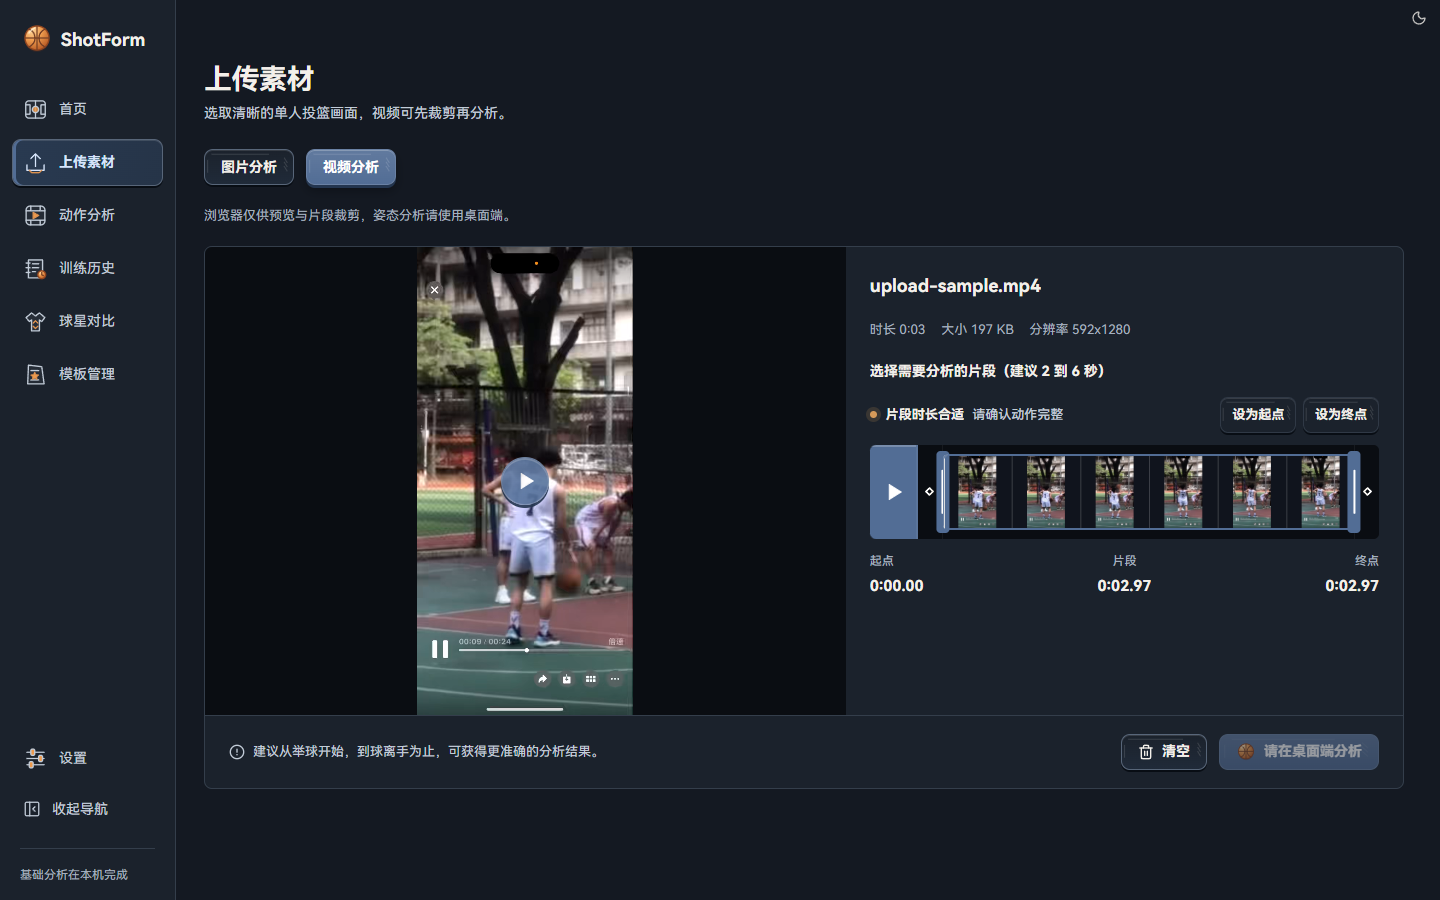 ShotForm
首页
上传素材
动作分析
训练历史
球星对比
模板管理
设置
收起导航
基础分析在本机完成
上传素材
选取清晰的单人投篮画面，视频可先裁剪再分析。
图片分析
视频分析
浏览器仅供预览与片段裁剪，姿态分析请使用桌面端。
00:09 / 00:24
倍速
upload-sample.mp4
时长 0:03 大小 197 KB 分辨率 592x1280
选择需要分析的片段（建议 2 到 6 秒）
片段时长合适 请确认动作完整
设为起点
设为终点
起点 片段 终点
0:00.00 0:02.97 0:02.97
建议从举球开始，到球离手为止，可获得更准确的分析结果。
清空
请在桌面端分析